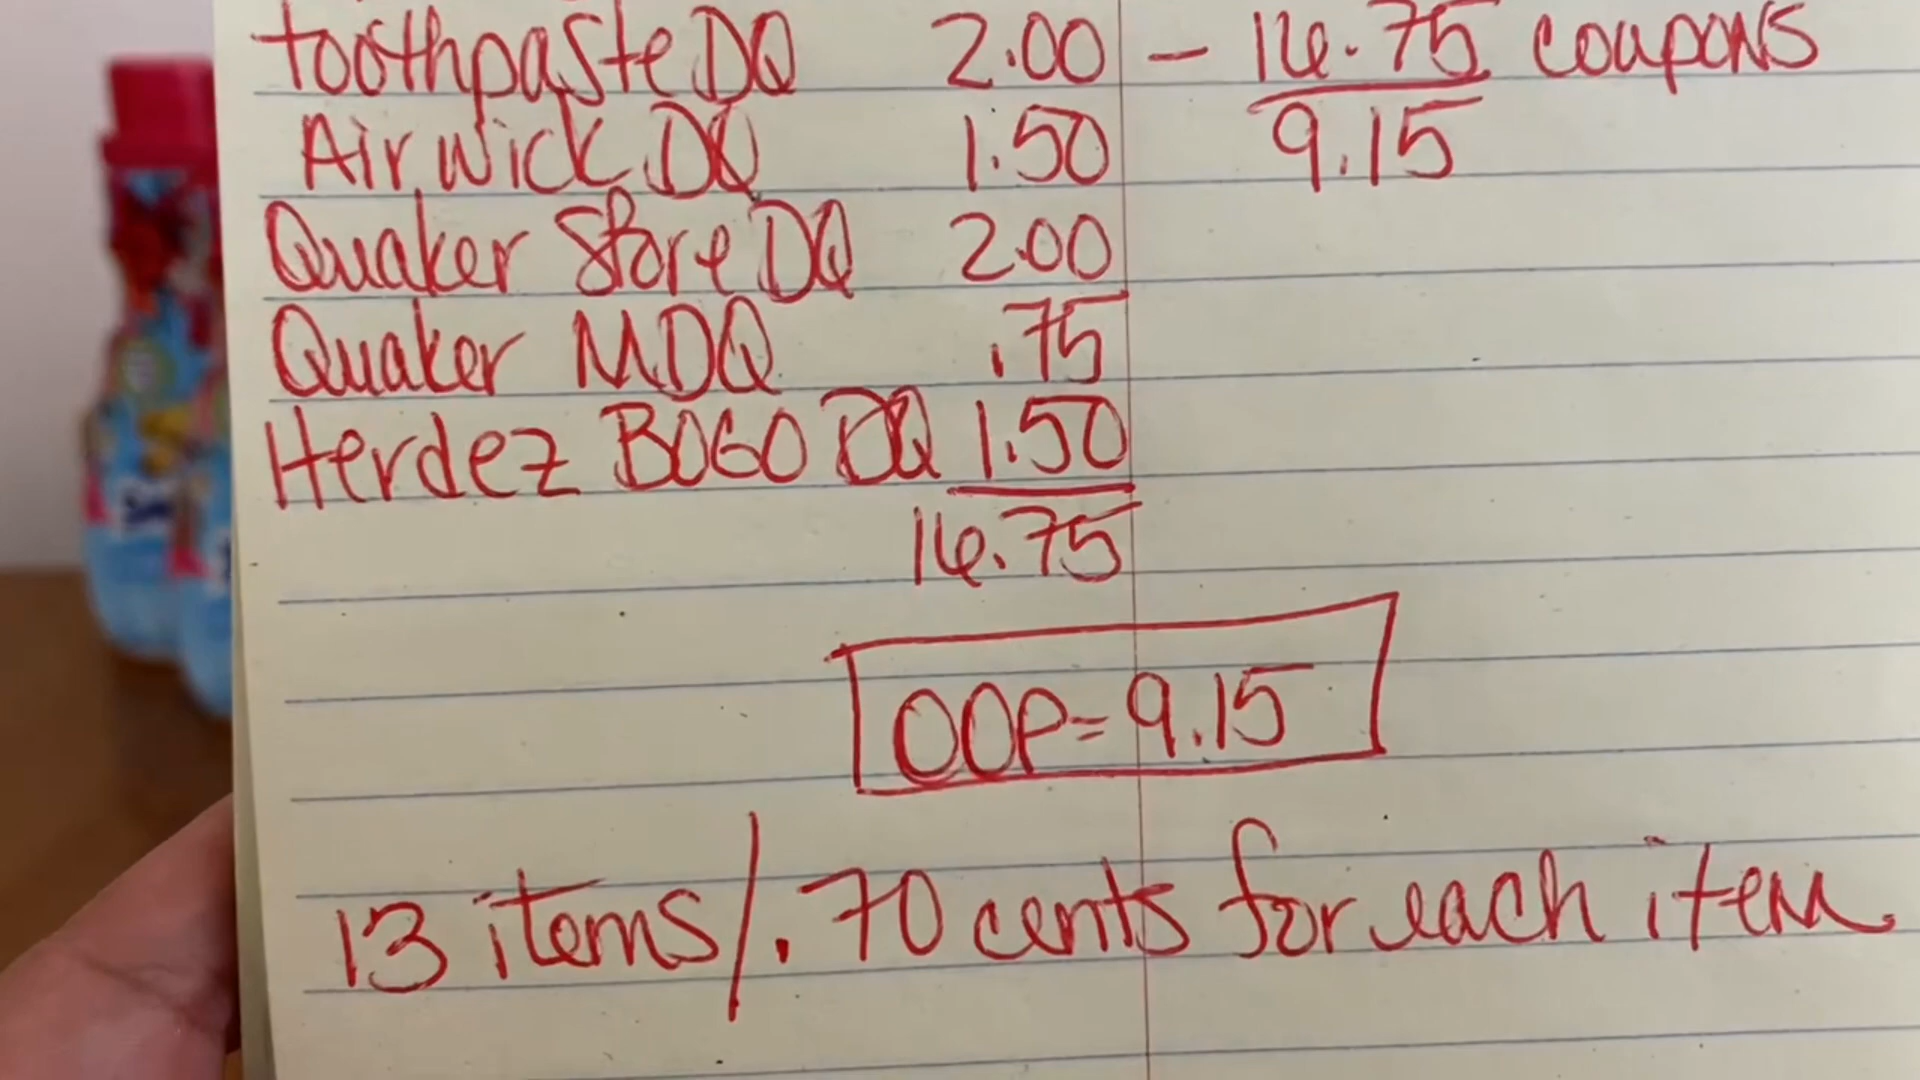 toothpaste DQ 2.00 - 16.75 coupons
Air Wick DQ 1.50 9.15
Quaker Store DQ 2.00
Quaker MDQ .75
Herdez BOGO DQ 1.50
16.75
OOP = 9.15
13 items/.70 cents for each item